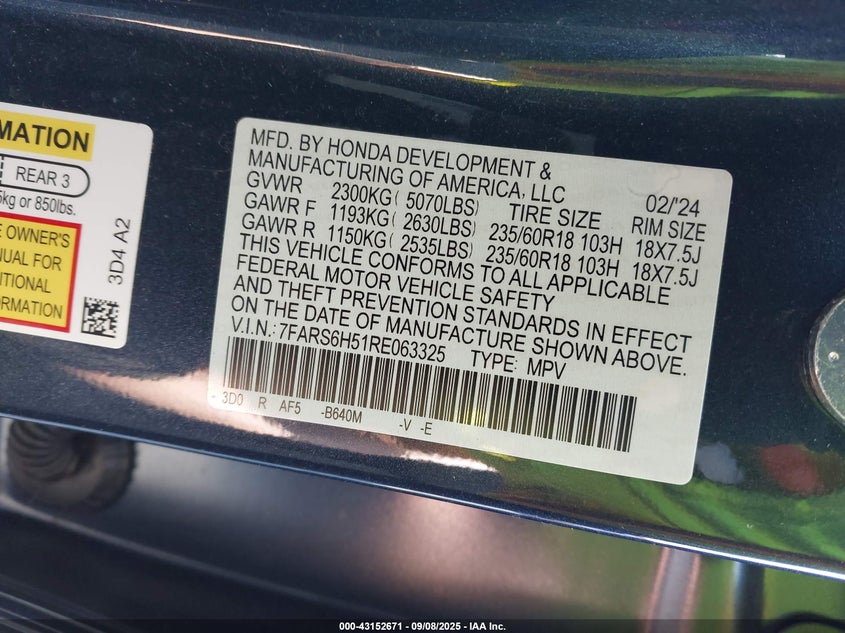 MATION
REAR 3
kg or 850lbs.
E OWNER'S
NUAL FOR
ITIONAL
ORMATION
3D4 A2
MFD. BY HONDA DEVELOPMENT &
MANUFACTURING OF AMERICA, LLC
02/'24
GVWR 2300KG ( 5070LBS) TIRE SIZE RIM SIZE
GAWR F 1193KG ( 2630LBS) 235/60R18 103H 18X7.5J
GAWR R 1150KG ( 2535LBS) 235/60R18 103H 18X7.5J
THIS VEHICLE CONFORMS TO ALL APPLICABLE
FEDERAL MOTOR VEHICLE SAFETY
AND THEFT PREVENTION STANDARDS IN EFFECT
ON THE DATE OF MANUFACTURE SHOWN ABOVE.
V.I.N.: 7FARS6H51RE063325 TYPE: MPV
3D0 R AF5 -B640M -V -E
000-43152671 - 09/08/2025 - IAA Inc.